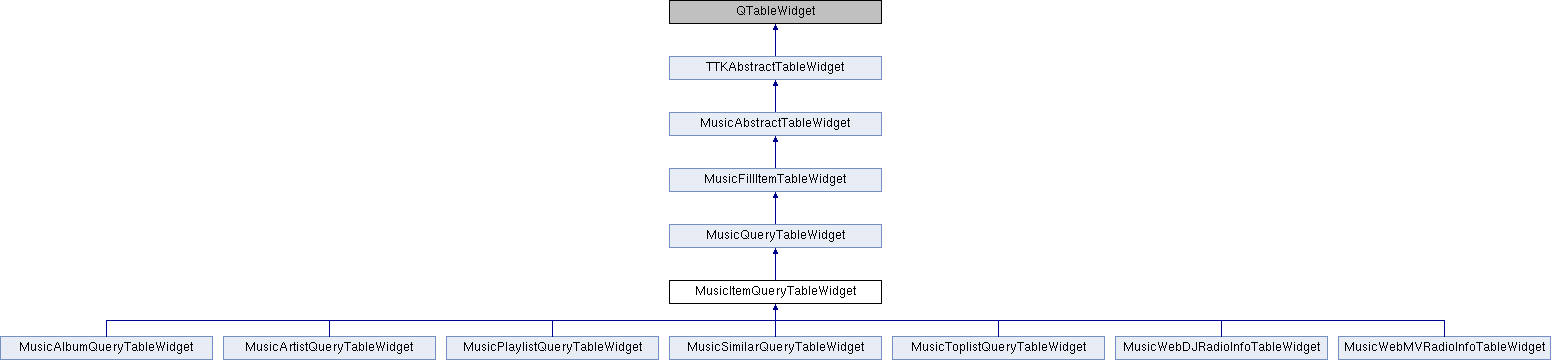 QTableWidget
TTKAbstractTableWidget
MusicAbstractTableWidget
MusicFillItemTableWidget
MusicQueryTableWidget
MusicItemQueryTableWidget
MusicAlbumQueryTableWidget
MusicArtistQueryTableWidget
MusicPlaylistQueryTableWidget
MusicSimilarQueryTableWidget
MusicToplistQueryTableWidget
MusicWebDJRadioInfoTableWidget
MusicWebMVRadioInfoTableWidget